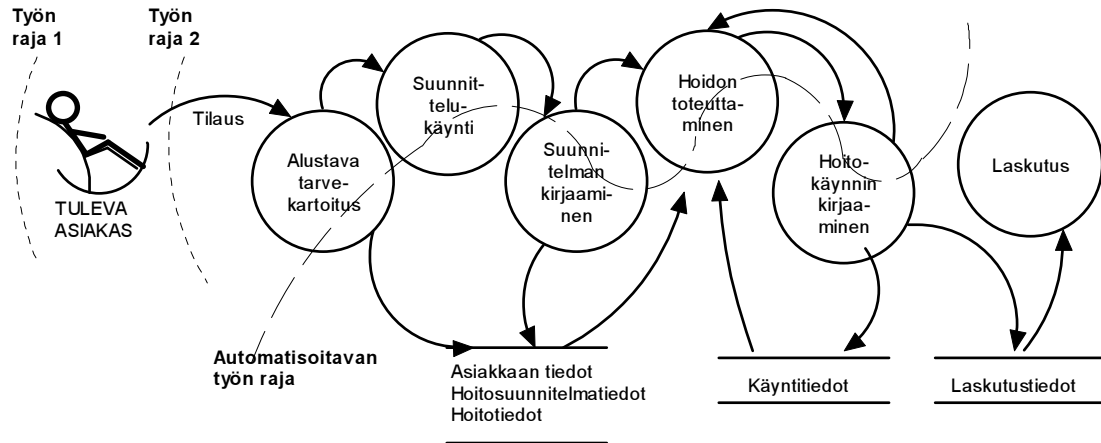 Työn
raja 1
Työn
raja 2
Tilaus
TULEVA
ASIAKAS
Alustava
tarve-
kartoitus
Suunnit-
telu-
käynti
Suunni-
telman
kirjaami-
nen
Hoidon
toteutta-
minen
Hoito-
käynnin
kirjaa-
minen
Laskutus
Automatisoitavan
työn raja
Asiakkaan tiedot
Hoitosuunnitelmatiedot
Hoitotiedot
Käyntitiedot
Laskutustiedot